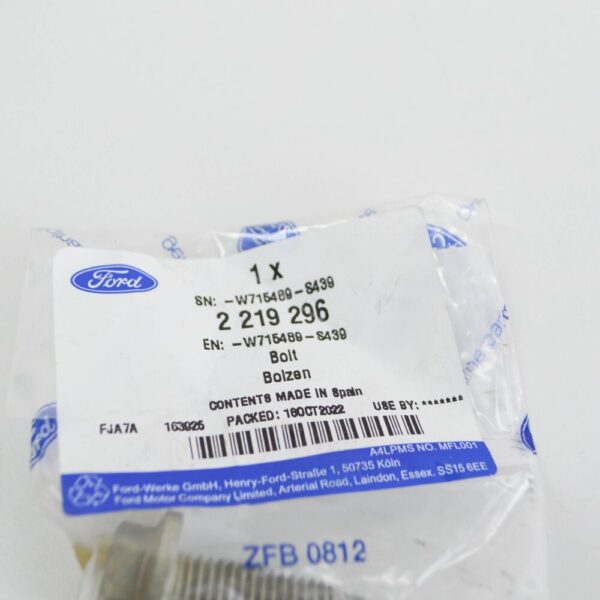 Ford
1 X
SN: -W715489-S439
2 219 296
EN: -W715489-S439
Bolt
Bolzen
CONTENTS MADE IN Spain
FJA7A 163925 PACKED: 18OCT2022 USE BY: *******
A4LPMS NO. MFL001
Ford-Werke GmbH, Henry-Ford-Straße 1, 50735 Köln
Ford Motor Company Limited, Arterial Road, Laindon, Essex. SS15 6EE
ZFB 0812